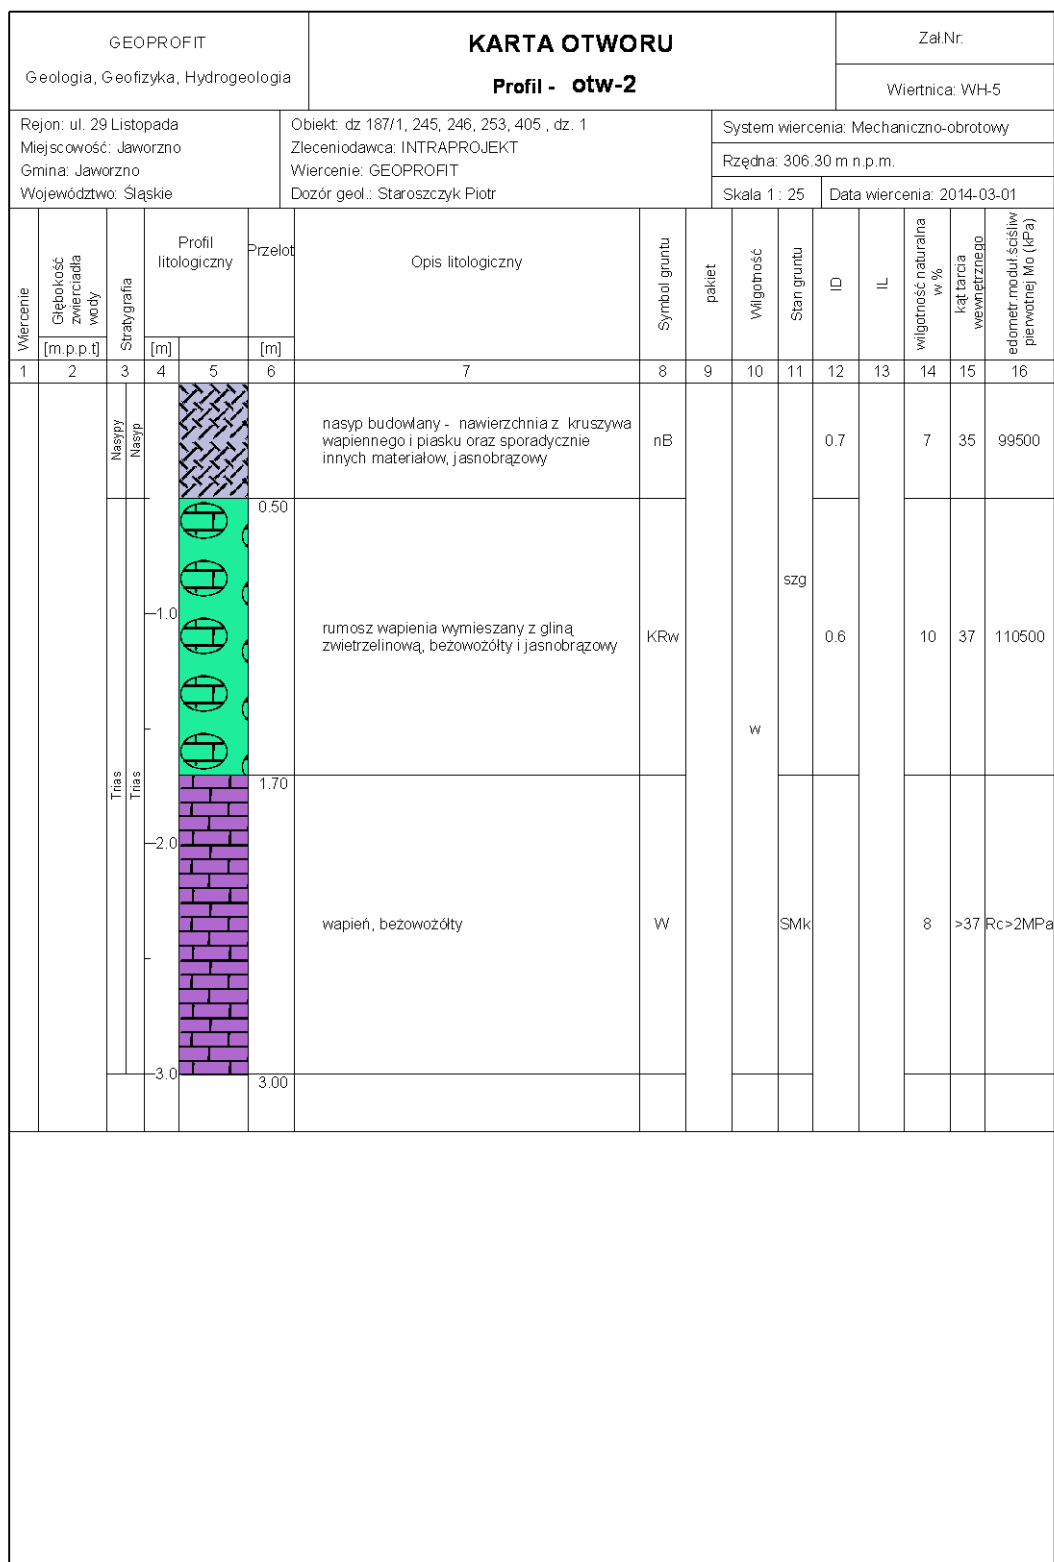 GEOPROFIT
Geologia, Geofizyka, Hydrogeologia
KARTA OTWORU
Profil - otw-2
Zał.Nr:
Wiertnica: WH-5
Rejon: ul. 29 Listopada
Miejscowość: Jaworzno
Gmina: Jaworzno
Województwo: Śląskie
Obiekt: dz 187/1, 245, 246, 253, 405 , dz. 1
Zleceniodawca: INTRAPROJEKT
Wiercenie: GEOPROFIT
Dozór geol.: Staroszczyk Piotr
System wiercenia: Mechaniczno-obrotowy
Rzędna: 306.30 m n.p.m.
Skala 1 : 25
Data wiercenia: 2014-03-01
Wiercenie
Głębokość
zwierciadła
wody
[m.p.p.t]
Stratygrafia
Profil
litologiczny
[m]
Przelot
[m]
Opis litologiczny
Symbol gruntu
pakiet
Wilgotność
Stan gruntu
ID
IL
wilgotność naturalna
w %
kąt tarcia
wewnętrznego
edometr.moduł.ściśliw
pierwotnej Mo (kPa)
1 2 3 4 5 6 7 8 9 10 11 12 13 14 15 16
Nasypy
Nasyp
nasyp budowlany - nawierzchnia z kruszywa
wapiennego i piasku oraz sporadycznie
innych materiałow, jasnobrązowy
nB
0.7
7
35
99500
0.50
szg
1.0
rumosz wapienia wymieszany z gliną
zwietrzelinową, beżowożółty i jasnobrązowy
KRw
0.6
10
37
110500
w
Trias
Trias
1.70
2.0
wapień, beżowożółty
W
SMk
8
>37
Rc>2MPa
3.0
3.00